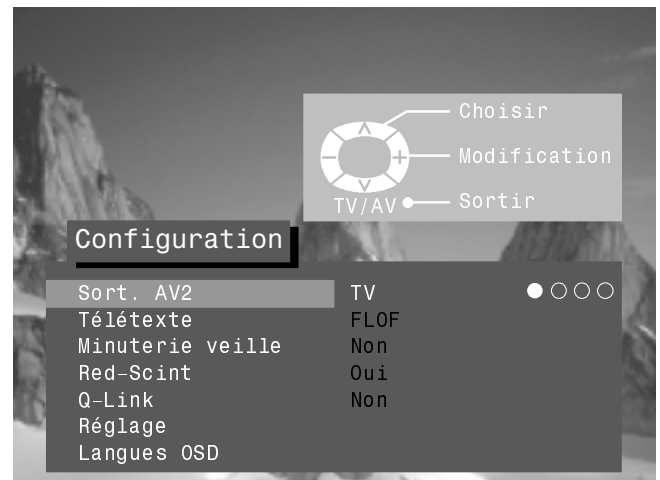 Choisir
Modification
TV/AV Sortir
Configuration
Sort. AV2 TV
Télétexte FLOF
Minuterie veille Non
Red-Scint Oui
Q-Link Non
Réglage
Langues OSD